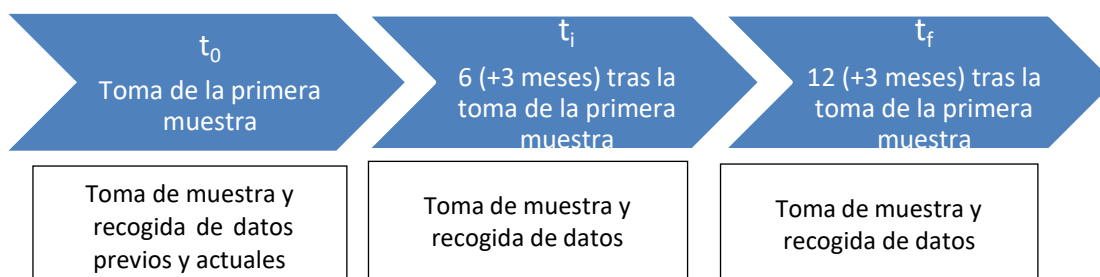 t0
Toma de la primera
muestra
ti
6 (+3 meses) tras la
toma de la primera
muestra
tf
12 (+3 meses) tras la
toma de la primera
muestra
Toma de muestra y
recogida de datos
previos y actuales
Toma de muestra y
recogida de datos
Toma de muestra y
recogida de datos